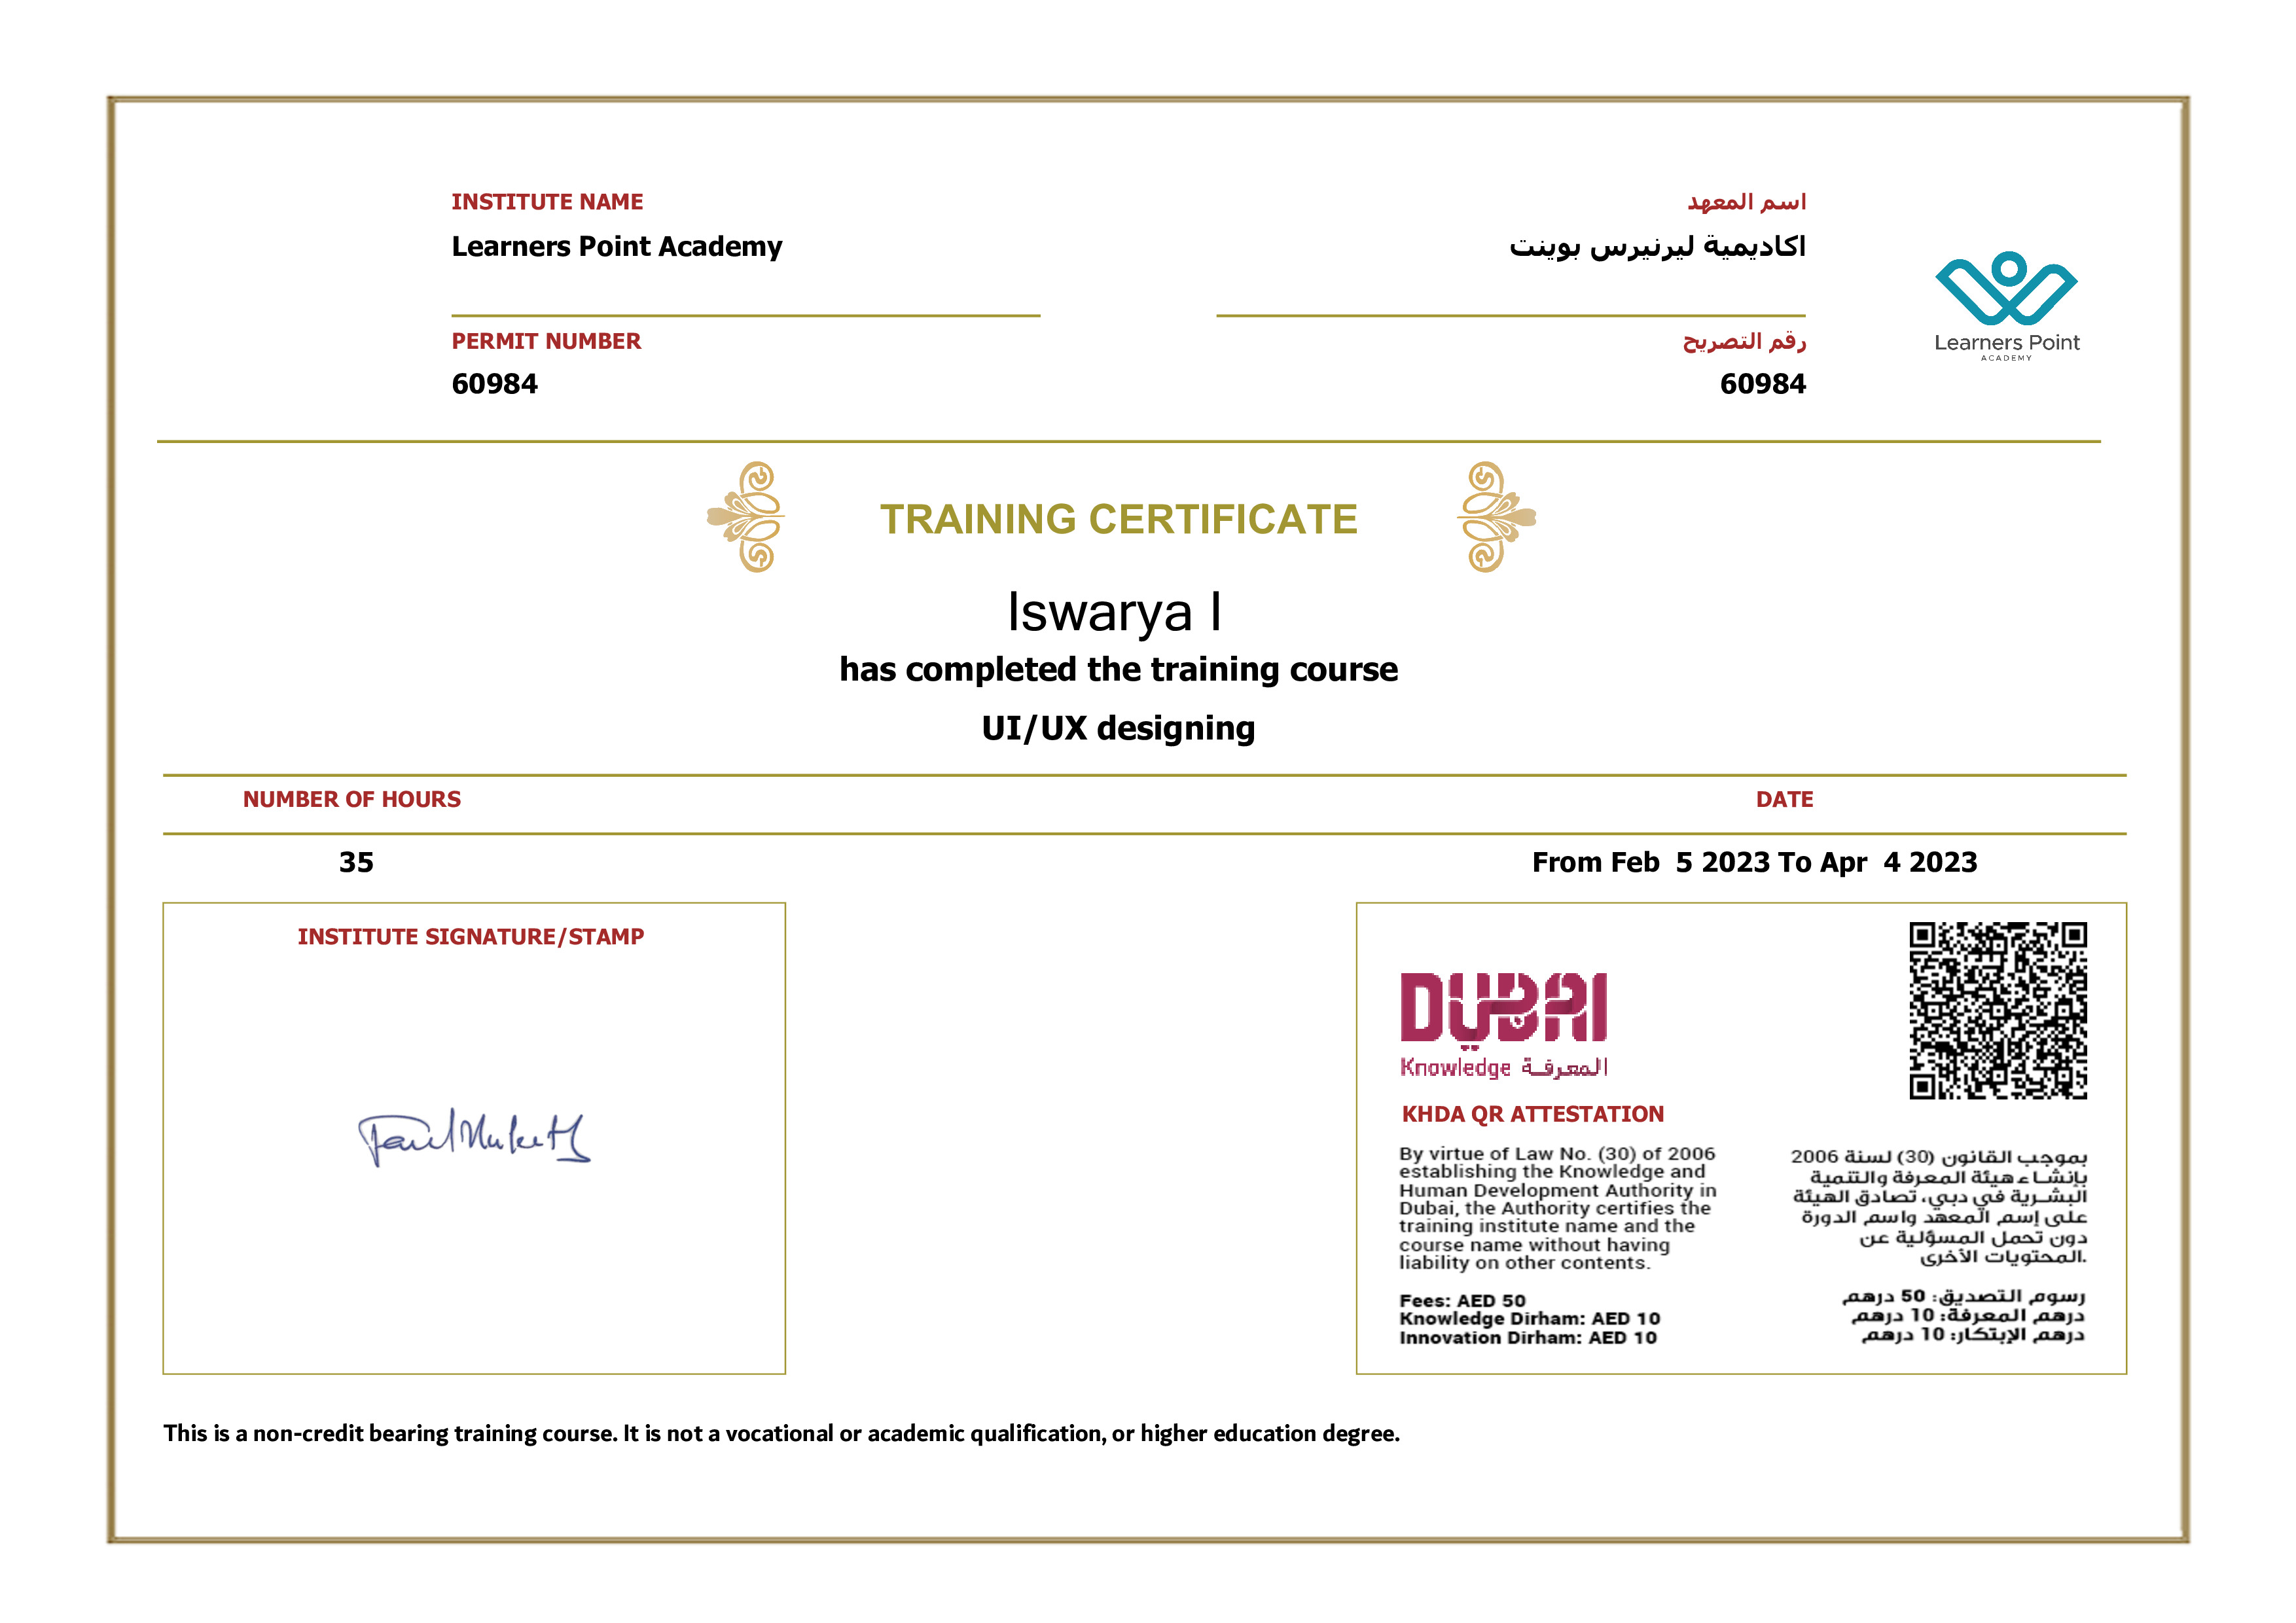 INSTITUTE NAME
اسم المعهد
Learners Point Academy
اكاديمية ليرنيرس بوينت
PERMIT NUMBER
رقم التصريح
60984
60984
Learners Point
ACADEMY
TRAINING CERTIFICATE
Iswarya I
has completed the training course
UI/UX designing
NUMBER OF HOURS
DATE
35
From Feb  5 2023 To Apr  4 2023
INSTITUTE SIGNATURE/STAMP
DUBAI
Knowledge المعرفة
KHDA QR ATTESTATION
By virtue of Law No. (30) of 2006
establishing the Knowledge and
Human Development Authority in
Dubai, the Authority certifies the
training institute name and the
course name without having
liability on other contents.
Fees: AED 50
Knowledge Dirham: AED 10
Innovation Dirham: AED 10
بموجب القانون (30) لسنة 2006
بإنشاء هيئة المعرفة والتنمية
البشرية في دبي، تصادق الهيئة
على إسم المعهد واسم الدورة
دون تحمل المسؤلية عن
المحتويات الأخرى.
رسوم التصديق: 50 درهم
درهم المعرفة: 10 درهم
درهم الإبتكار: 10 درهم
This is a non-credit bearing training course. It is not a vocational or academic qualification, or higher education degree.